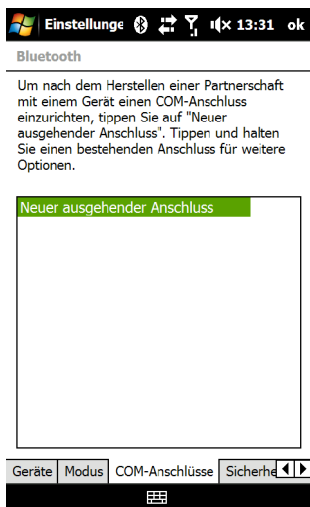 Einstellunge 13:31 ok
Bluetooth
Um nach dem Herstellen einer Partnerschaft
mit einem Gerät einen COM-Anschluss
einzurichten, tippen Sie auf "Neuer
ausgehender Anschluss". Tippen und halten
Sie einen bestehenden Anschluss für weitere
Optionen.
Neuer ausgehender Anschluss
Geräte Modus COM-Anschlüsse Sicherhe